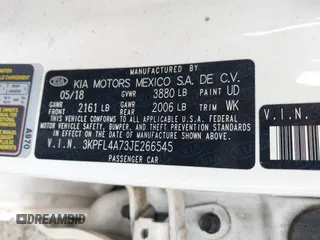 MANUFACTURED BY
KIA KIA MOTORS MEXICO S.A. DE C.V.
05/18 GVWR 3880 LB PAINT UD
GAWR FRONT 2161 LB GAWR REAR 2006 LB TRIM WK
THIS VEHICLE CONFORMS TO ALL APPLICABLE U.S. FEDERAL
MOTOR VEHICLE SAFETY, BUMPER, AND THEFT PREVENTION
STANDARDS IN EFFECT ON THE DATE OF MANUFACTURE SHOWN ABOVE.
V.I.N. 3KPFL4A73JE266545
PASSENGER CAR
A970
V.I.N.
DREAMBID